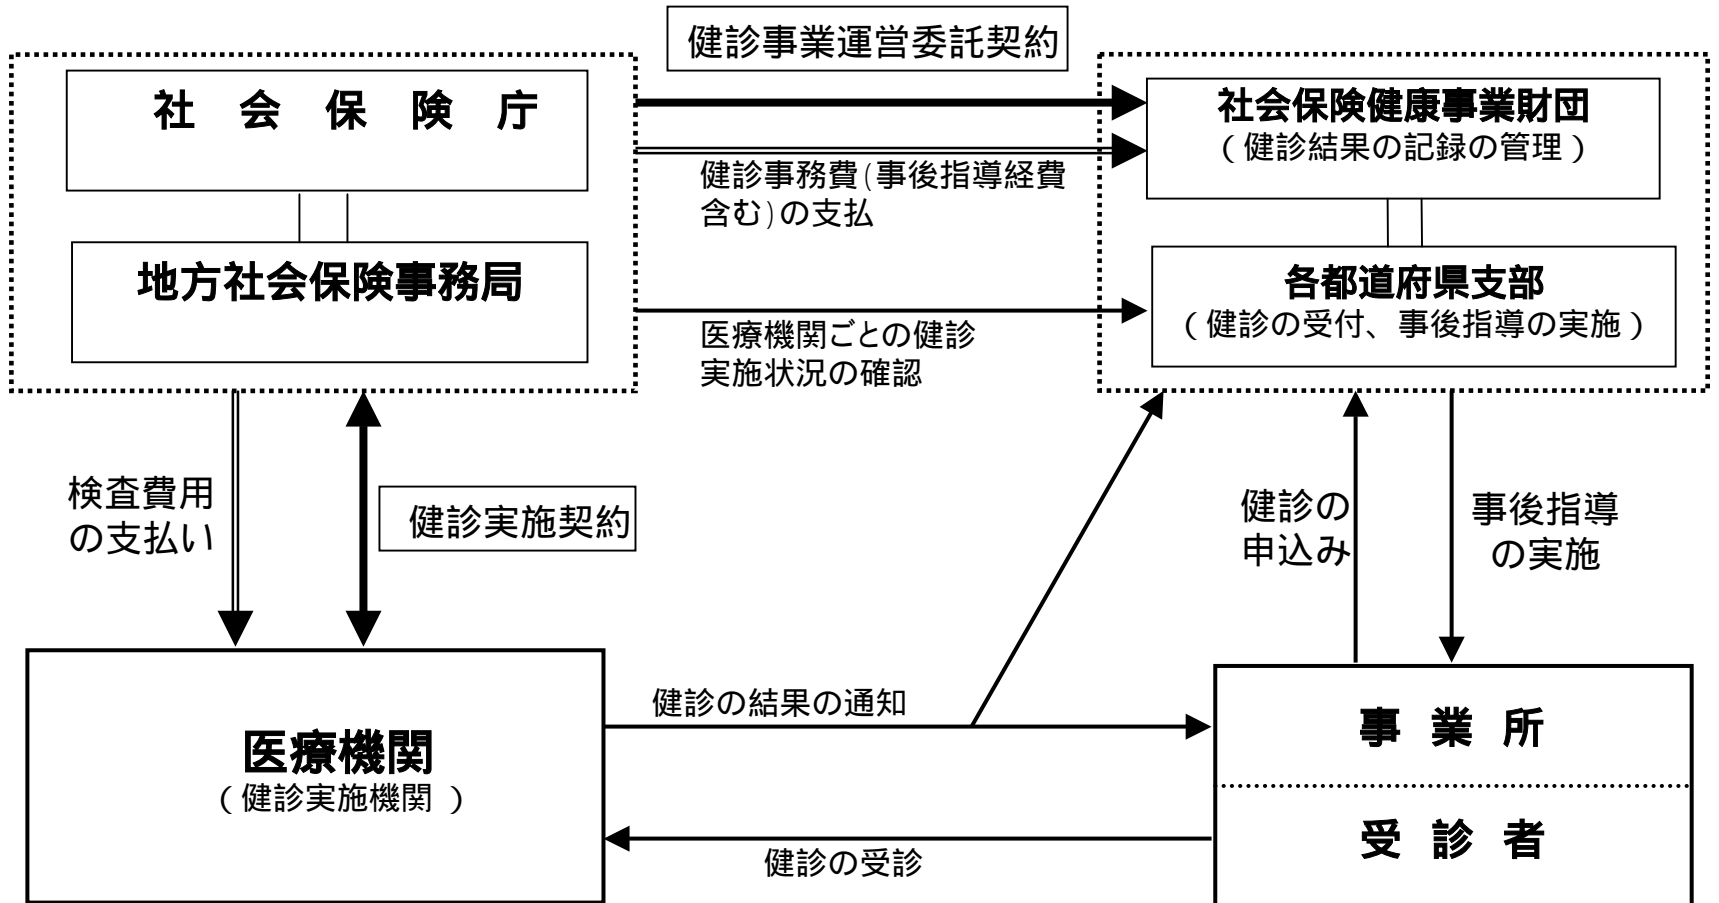 健診事業運営委託契約
社会保険庁
社会保険健康事業財団
（健診結果の記録の管理）
健診事務費(事後指導経費
含む)の支払
地方社会保険事務局
各都道府県支部
（健診の受付、事後指導の実施）
医療機関ごとの健診
実施状況の確認
検査費用
の支払い
健診実施契約
健診の
申込み
事後指導
の実施
健診の結果の通知
医療機関
（健診実施機関）
事業所
受診者
健診の受診